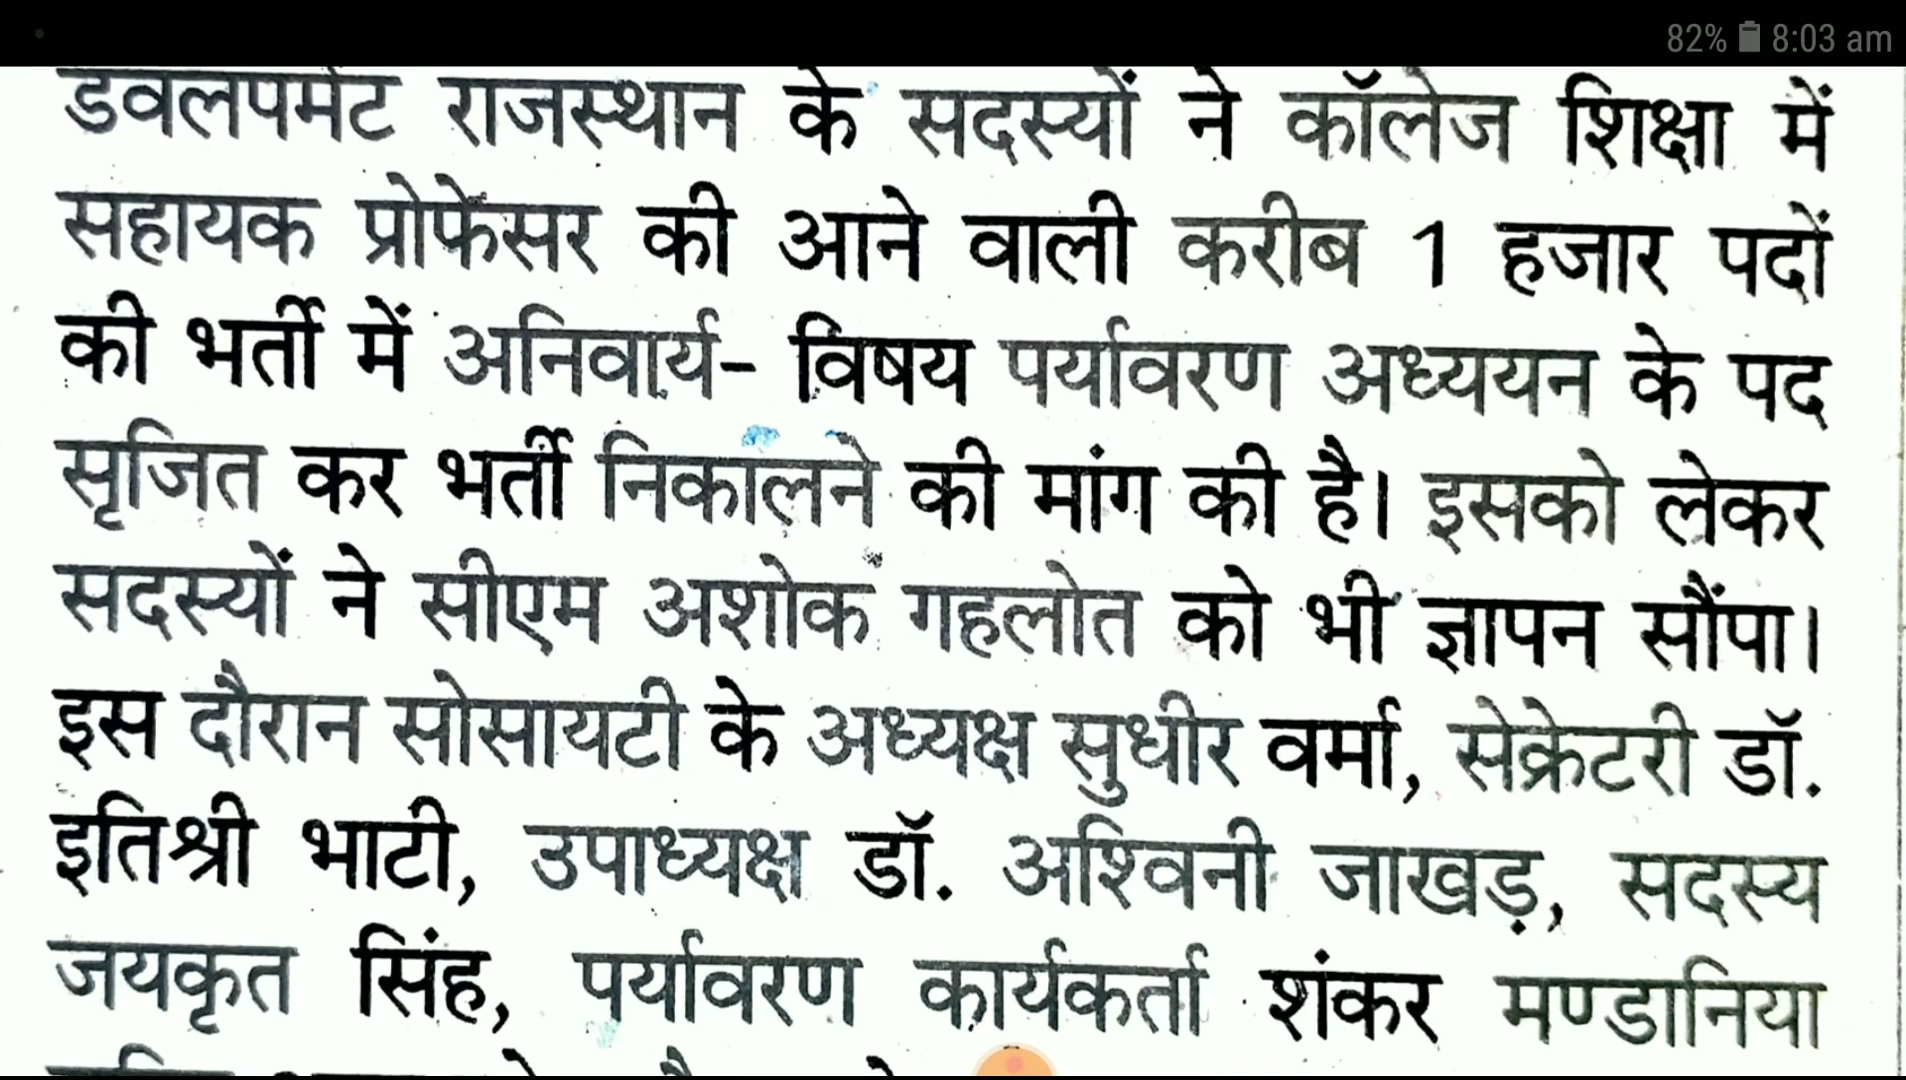 82% 8:03 am
डवलपमेंट राजस्थान के सदस्यों ने कॉलेज शिक्षा में
सहायक प्रोफेसर की आने वाली करीब 1 हजार पदों
की भर्ती में अनिवार्य- विषय पर्यावरण अध्ययन के पद
सृजित कर भर्ती निकालने की मांग की है। इसको लेकर
सदस्यों ने सीएम अशोक गहलोत को भी ज्ञापन सौंपा।
इस दौरान सोसायटी के अध्यक्ष सुधीर वर्मा, सेक्रेटरी डॉ.
इतिश्री भाटी, उपाध्यक्ष डॉ. अश्विनी जाखड़, सदस्य
जयकृत सिंह, पर्यावरण कार्यकर्ता शंकर मण्डानिया